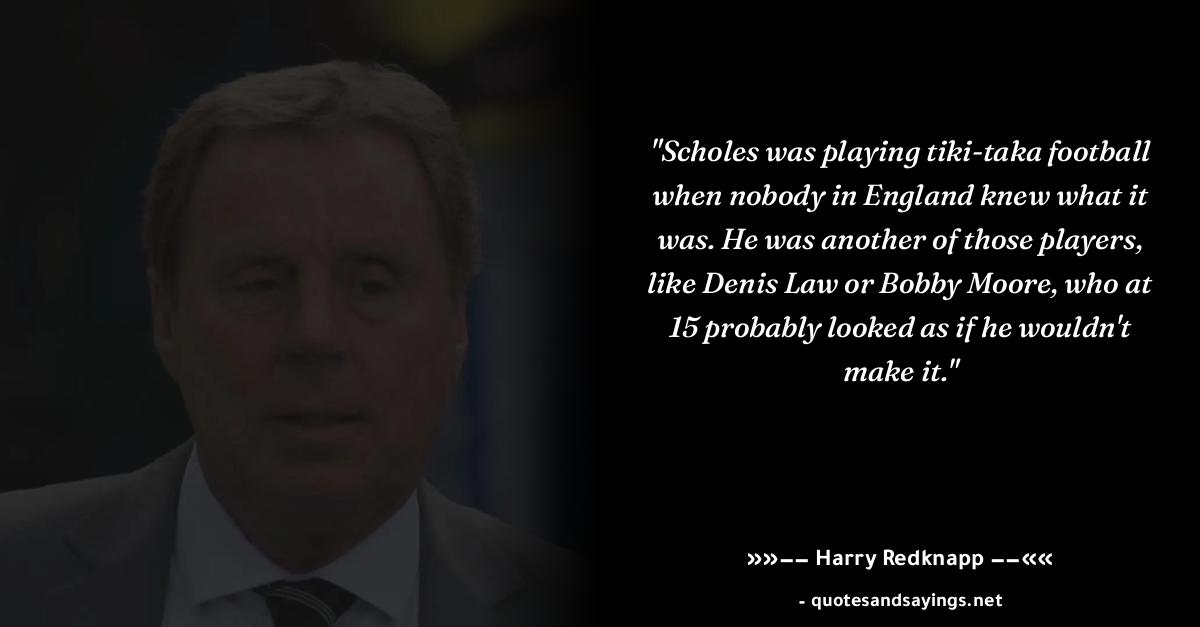 "Scholes was playing tiki-taka football
when nobody in England knew what it
was. He was another of those players,
like Denis Law or Bobby Moore, who at
15 probably looked as if he wouldn't
make it."
»»−− Harry Redknapp −−««
- quotesandsayings.net